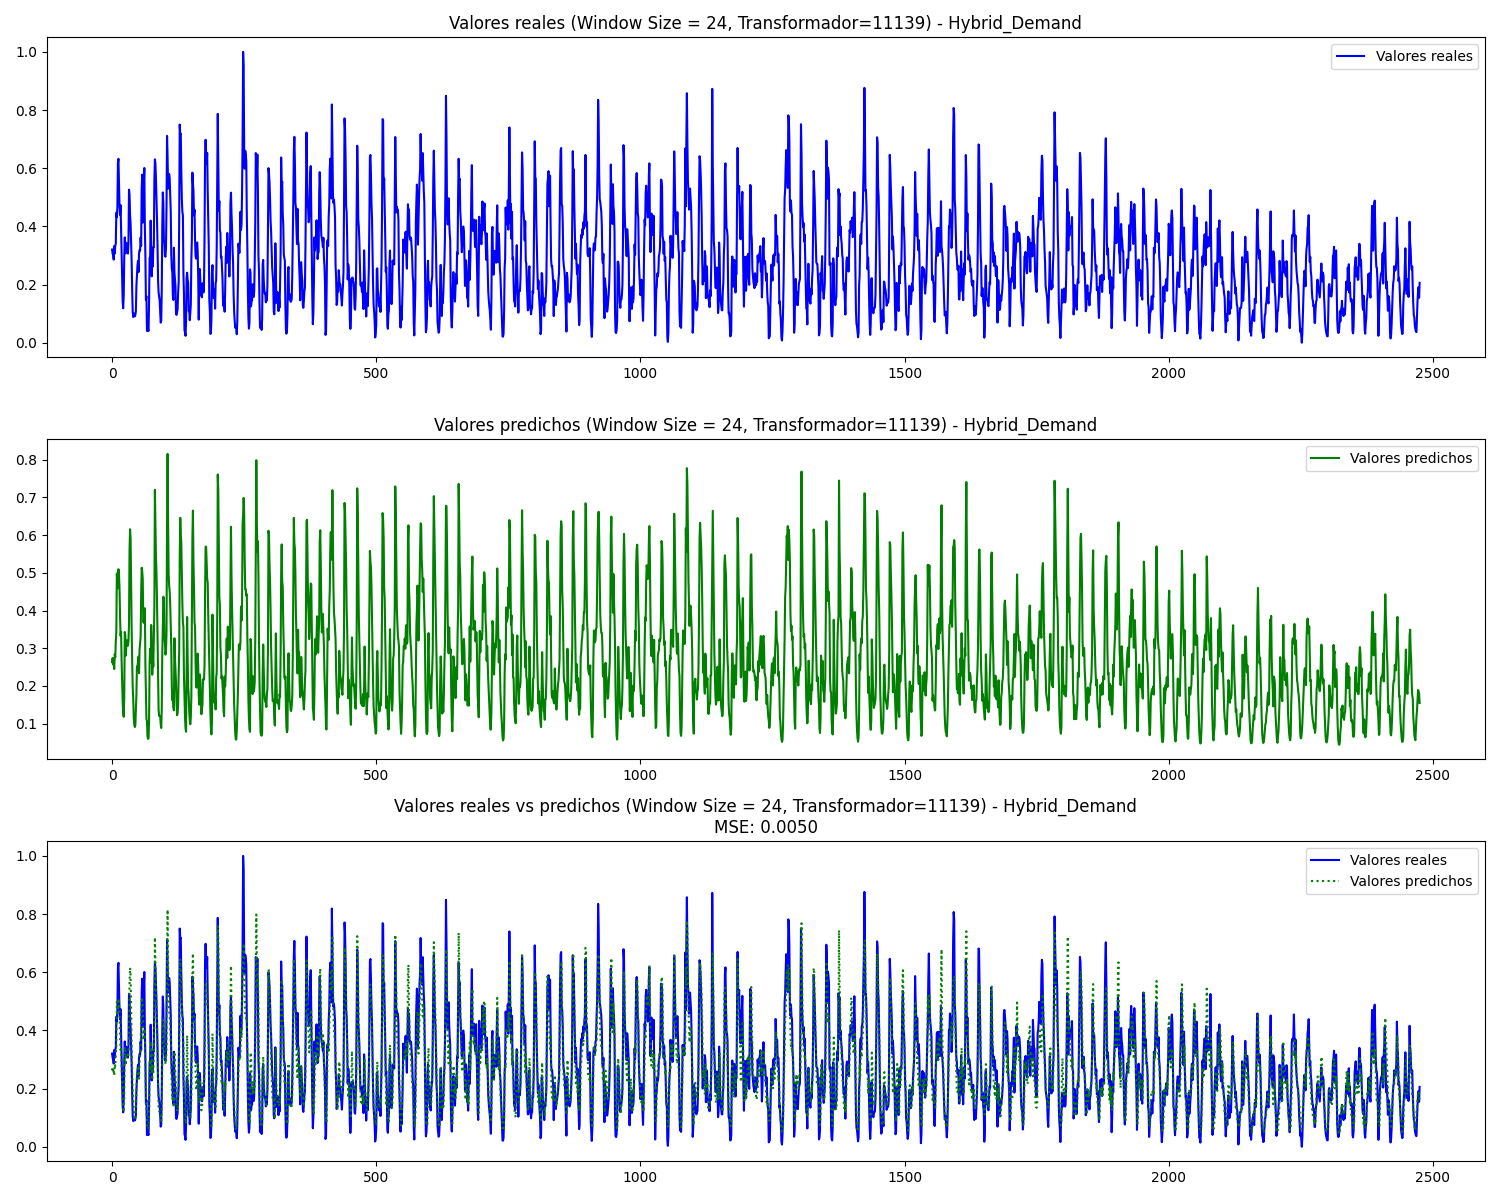 Valores reales (Window Size = 24, Transformador=11139) - Hybrid_Demand
Valores reales
1.0
0.8
0.6
0.4
0.2
0.0
0 500 1000 1500 2000 2500
Valores predichos (Window Size = 24, Transformador=11139) - Hybrid_Demand
Valores predichos
0.8
0.7
0.6
0.5
0.4
0.3
0.2
0.1
0 500 1000 1500 2000 2500
Valores reales vs predichos (Window Size = 24, Transformador=11139) - Hybrid_Demand
MSE: 0.0050
Valores reales
Valores predichos
1.0
0.8
0.6
0.4
0.2
0.0
0 500 1000 1500 2000 2500